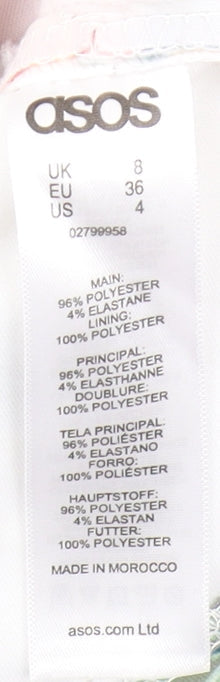 asos
UK 8
EU 36
US 4
02799958
MAIN:
96% POLYESTER
4% ELASTANE
LINING:
100% POLYESTER
PRINCIPAL:
96% POLYESTER
4% ELASTHANNE
DOUBLURE:
100% POLYESTER
TELA PRINCIPAL:
96% POLIÉSTER
4% ELASTANO
FORRO:
100% POLIÉSTER
HAUPTSTOFF:
96% POLYESTER
4% ELASTAN
FUTTER:
100% POLYESTER
MADE IN MOROCCO
asos.com Ltd